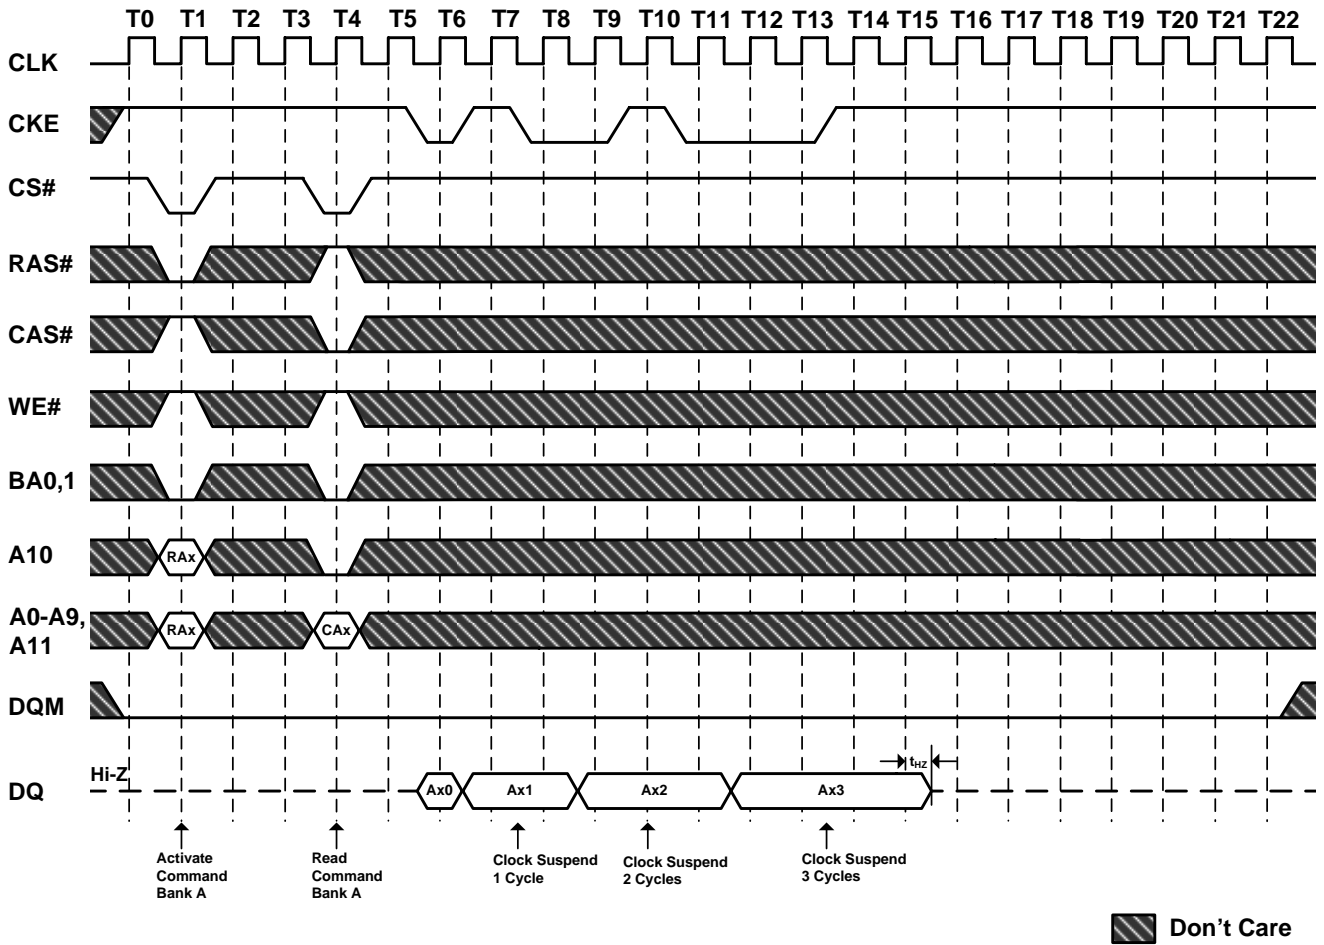 T0 T1 T2 T3 T4 T5 T6 T7 T8 T9 T10 T11 T12 T13 T14 T15 T16 T17 T18 T19 T20 T21 T22
CLK
CKE
CS#
RAS#
CAS#
WE#
BA0,1
A10 RAx
A0-A9, RAx CAx
A11
DQM
Hi-Z tHZ
DQ Ax0 Ax1 Ax2 Ax3
Activate
Command
Bank A
Read
Command
Bank A
Clock Suspend
1 Cycle
Clock Suspend
2 Cycles
Clock Suspend
3 Cycles
Don't Care